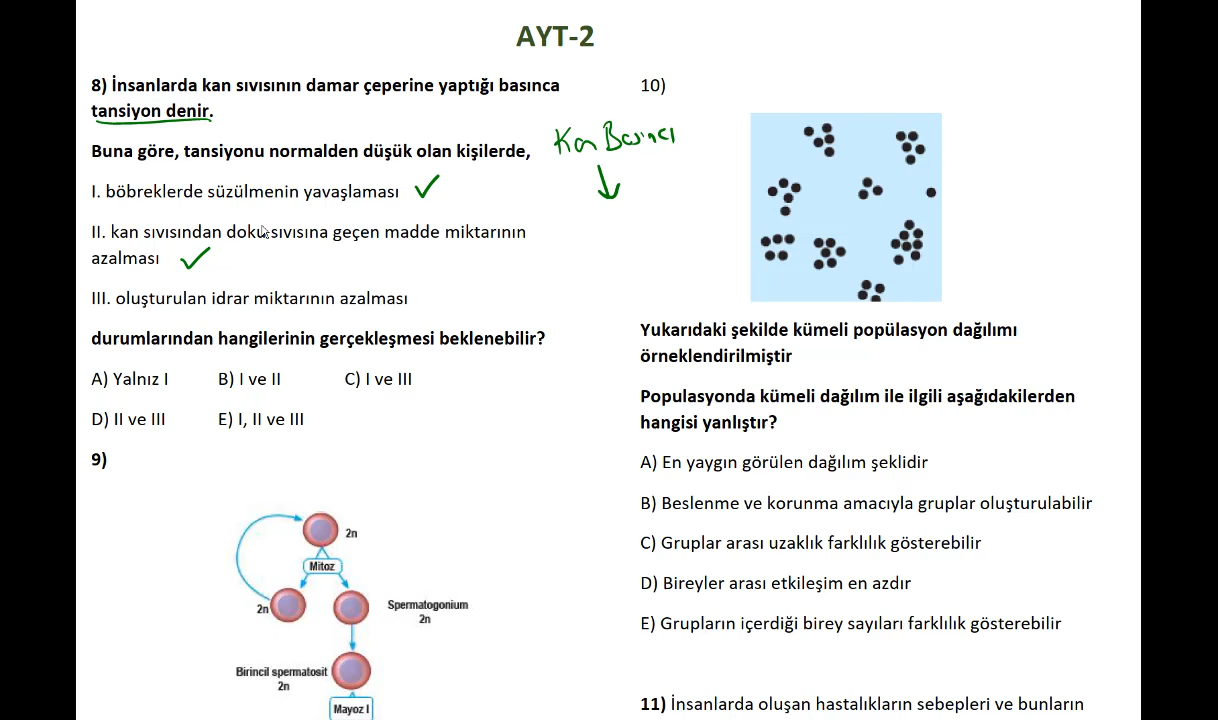 AYT-2
8) İnsanlarda kan sıvısının damar çeperine yaptığı basınca
tansiyon denir.
Kan Basıncı
Buna göre, tansiyonu normalden düşük olan kişilerde,
I. böbreklerde süzülmenin yavaşlaması
II. kan sıvısından doku sıvısına geçen madde miktarının
azalması
III. oluşturulan idrar miktarının azalması
durumlarından hangilerinin gerçekleşmesi beklenebilir?
A) Yalnız I B) I ve II C) I ve III
D) II ve III E) I, II ve III
9)
2n
Mitoz
2n
Spermatogonium
2n
Birincil spermatosit
2n
Mayoz I
10)
Yukarıdaki şekilde kümeli popülasyon dağılımı
örneklendirilmiştir
Populasyonda kümeli dağılım ile ilgili aşağıdakilerden
hangisi yanlıştır?
A) En yaygın görülen dağılım şeklidir
B) Beslenme ve korunma amacıyla gruplar oluşturulabilir
C) Gruplar arası uzaklık farklılık gösterebilir
D) Bireyler arası etkileşim en azdır
E) Grupların içerdiği birey sayıları farklılık gösterebilir
11) İnsanlarda oluşan hastalıkların sebepleri ve bunların